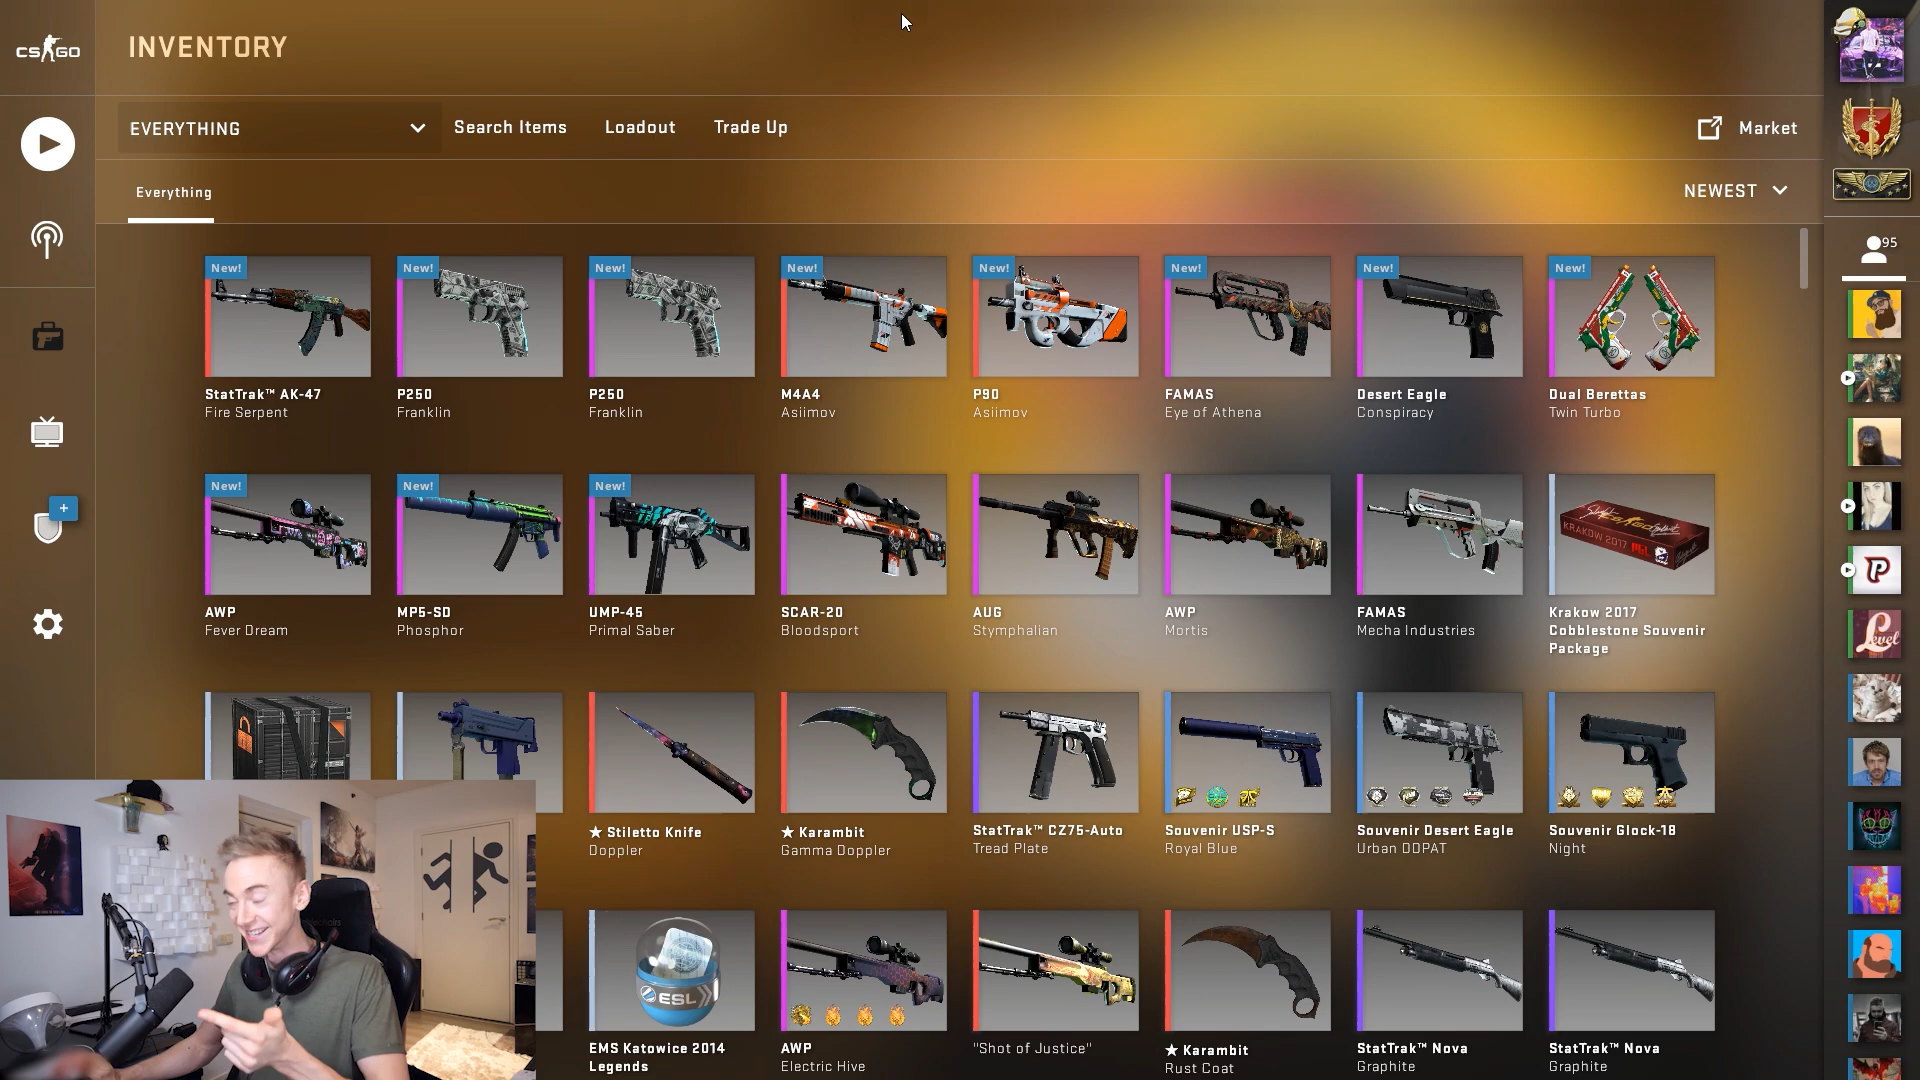 CS GO
INVENTORY
EVERYTHING
Search Items
Loadout
Trade Up
Market
Everything
NEWEST
95
New!
New!
New!
New!
New!
New!
New!
New!
StatTrak™ AK-47
Fire Serpent
P250
Franklin
P250
Franklin
M4A4
Asiimov
P90
Asiimov
FAMAS
Eye of Athena
Desert Eagle
Conspiracy
Dual Berettas
Twin Turbo
New!
New!
New!
KRAKOW 2017 PGL
AWP
Fever Dream
MP5-SD
Phosphor
UMP-45
Primal Saber
SCAR-20
Bloodsport
AUG
Stymphalian
AWP
Mortis
FAMAS
Mecha Industries
Krakow 2017
Cobblestone Souvenir
Package
Level
★ Stiletto Knife
Doppler
★ Karambit
Gamma Doppler
StatTrak™ CZ75-Auto
Tread Plate
Souvenir USP-S
Royal Blue
Souvenir Desert Eagle
Urban DDPAT
Souvenir Glock-18
Night
ESL
EMS Katowice 2014
Legends
AWP
Electric Hive
"Shot of Justice"
★ Karambit
Rust Coat
StatTrak™ Nova
Graphite
StatTrak™ Nova
Graphite